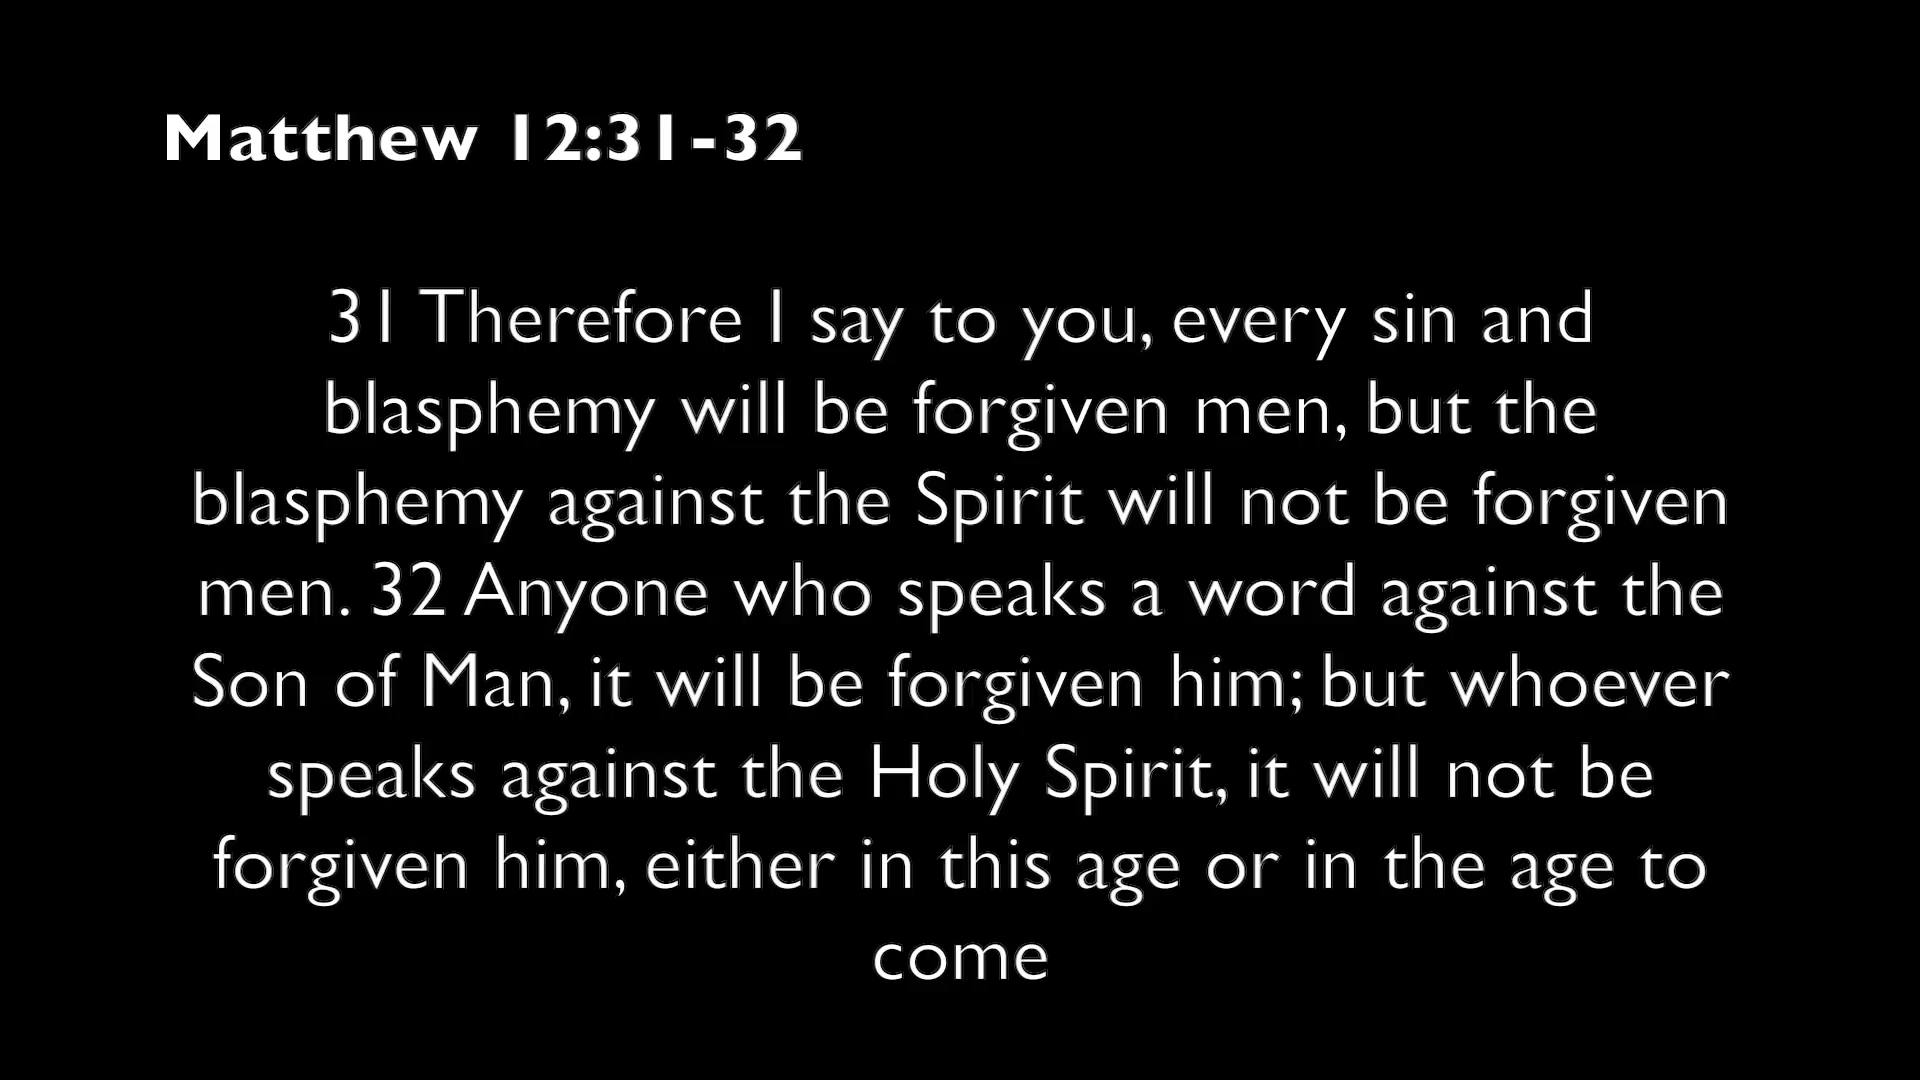 Matthew 12:31-32
31 Therefore I say to you, every sin and
blasphemy will be forgiven men, but the
blasphemy against the Spirit will not be forgiven
men. 32 Anyone who speaks a word against the
Son of Man, it will be forgiven him; but whoever
speaks against the Holy Spirit, it will not be
forgiven him, either in this age or in the age to
come